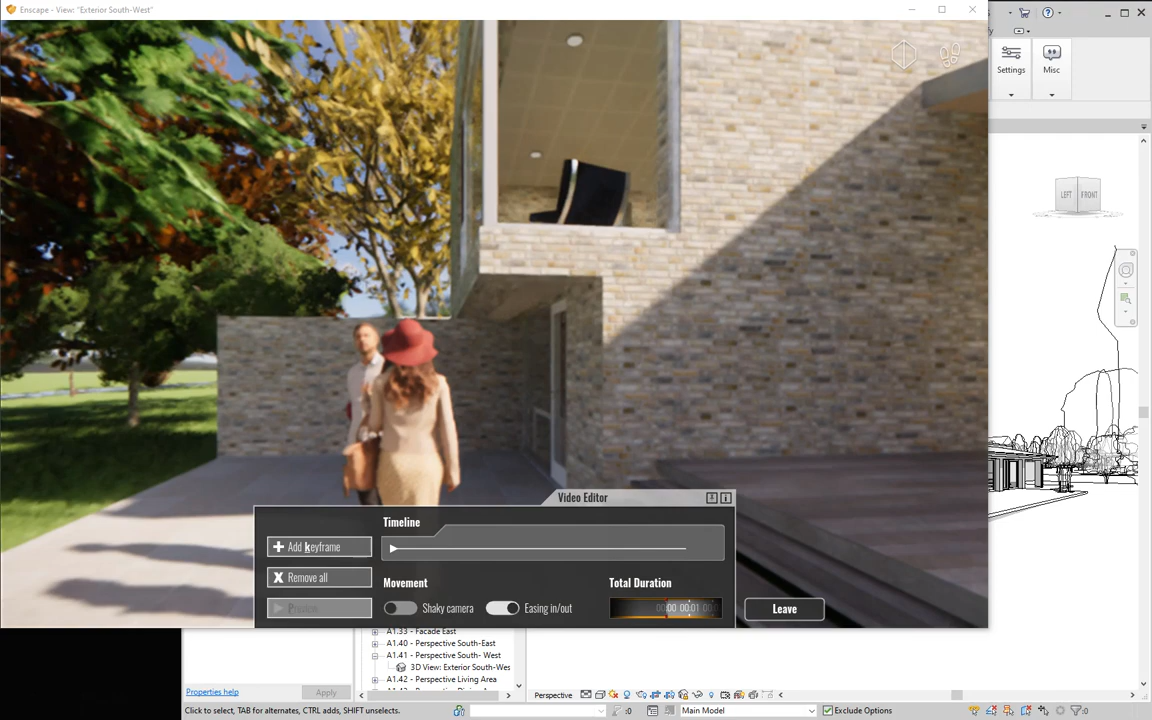 Enscape - View: "Exterior South-West"
Settings
Misc
LEFT
FRONT
Video Editor
Timeline
Add keyframe
Remove all
Preview
Movement
Shaky camera
Easing in/out
Total Duration
Leave
A1.33 - Facade East
A1.40 - Perspective South-East
A1.41 - Perspective South- West
3D View: Exterior South-Wes
A1.42 - Perspective Living Area
Properties help
Apply
Perspective
Click to select, TAB for alternates, CTRL adds, SHIFT unselects.
:0
Main Model
Exclude Options
:0